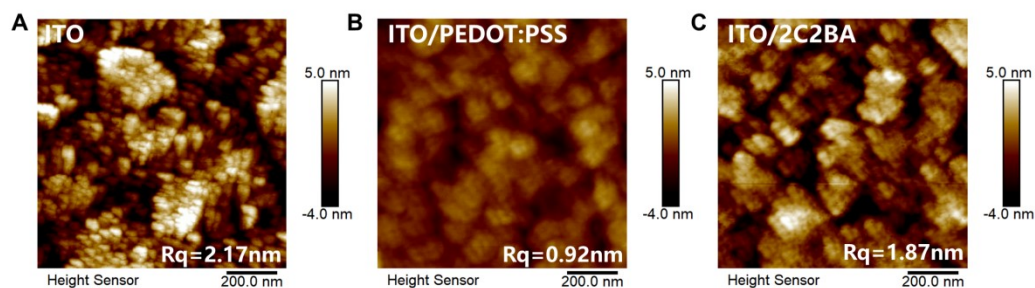 A
ITO
5.0 nm
-4.0 nm
Rq=2.17nm
Height Sensor
200.0 nm
B
ITO/PEDOT:PSS
5.0 nm
-4.0 nm
Rq=0.92nm
Height Sensor
200.0 nm
C
ITO/2C2BA
5.0 nm
-4.0 nm
Rq=1.87nm
Height Sensor
200.0 nm